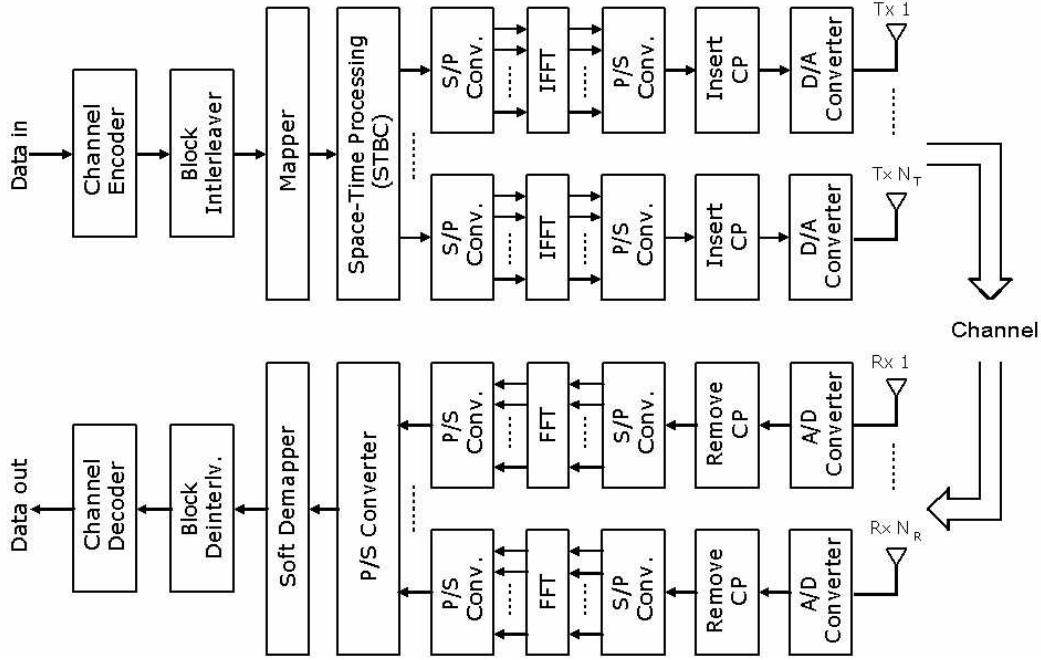 Data in
Channel
Encoder
Block
Intlerleaver
Mapper
Space-Time Processing
(STBC)
S/P
Conv.
IFFT
P/S
Conv.
Insert
CP
D/A
Converter
Tx 1
S/P
Conv.
IFFT
P/S
Conv.
Insert
CP
D/A
Converter
Tx N_T
Channel
Data out
Channel
Decoder
Block
Deinterlv.
Soft Demapper
P/S Converter
P/S
Conv.
FFT
S/P
Conv.
Remove
CP
A/D
Converter
Rx 1
P/S
Conv.
FFT
S/P
Conv.
Remove
CP
A/D
Converter
Rx N_R